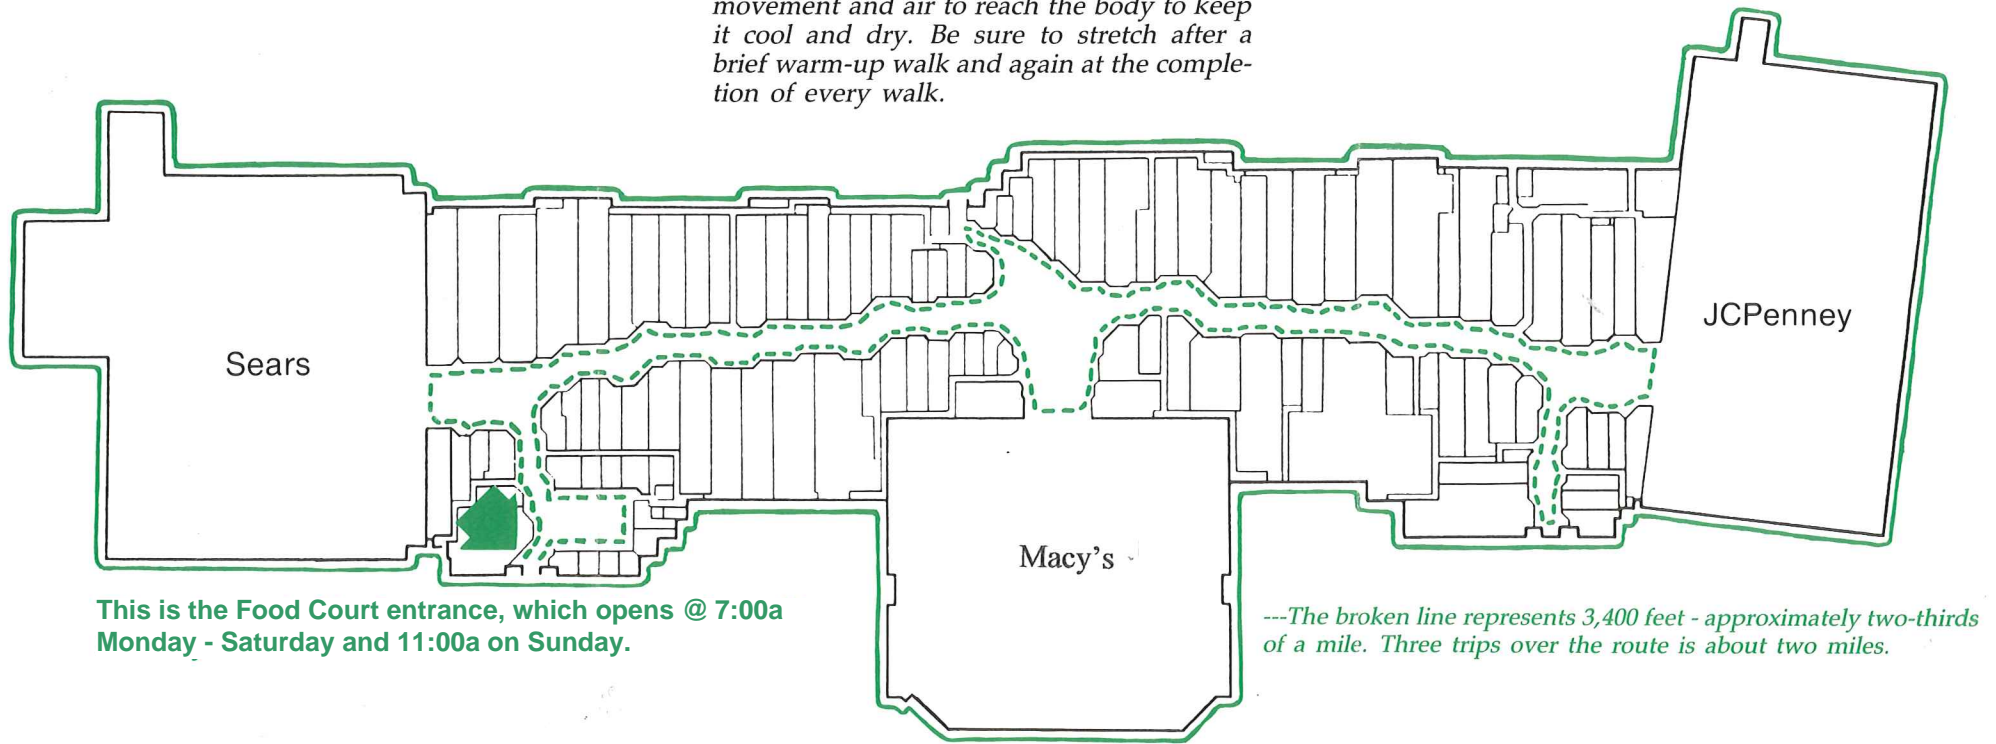 movement and air to reach the body to keep
it cool and dry. Be sure to stretch after a
brief warm-up walk and again at the comple-
tion of every walk.
JCPenney
Sears
Macy's
This is the Food Court entrance, which opens @ 7:00a
Monday - Saturday and 11:00a on Sunday.
---The broken line represents 3,400 feet - approximately two-thirds
of a mile. Three trips over the route is about two miles.